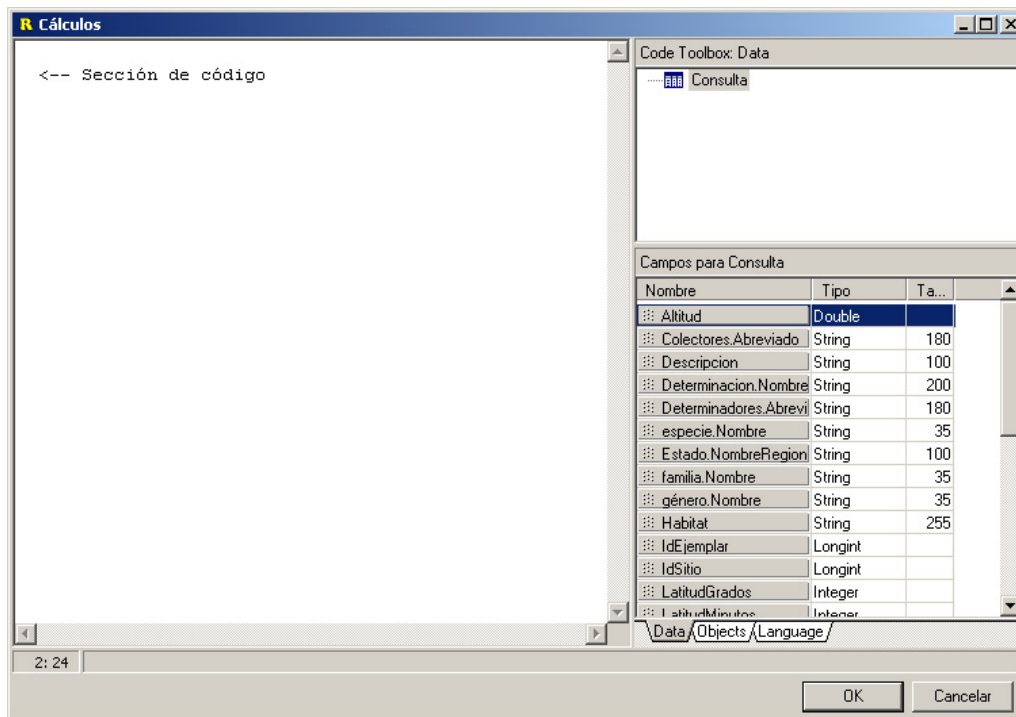 R Cálculos
<-- Sección de código
Code Toolbox: Data
Consulta
Campos para Consulta
Nombre Tipo Ta...
Altitud Double
Colectores.Abreviado String 180
Descripcion String 100
Determinacion.Nombre String 200
Determinadores.Abrevi String 180
especie.Nombre String 35
Estado.NombreRegion String 100
familia.Nombre String 35
género.Nombre String 35
Habitat String 255
IdEjemplar Longint
IdSitio Longint
LatitudGrados Integer
LatitudMinutos Integer
Data Objects Language
2: 24
OK Cancelar